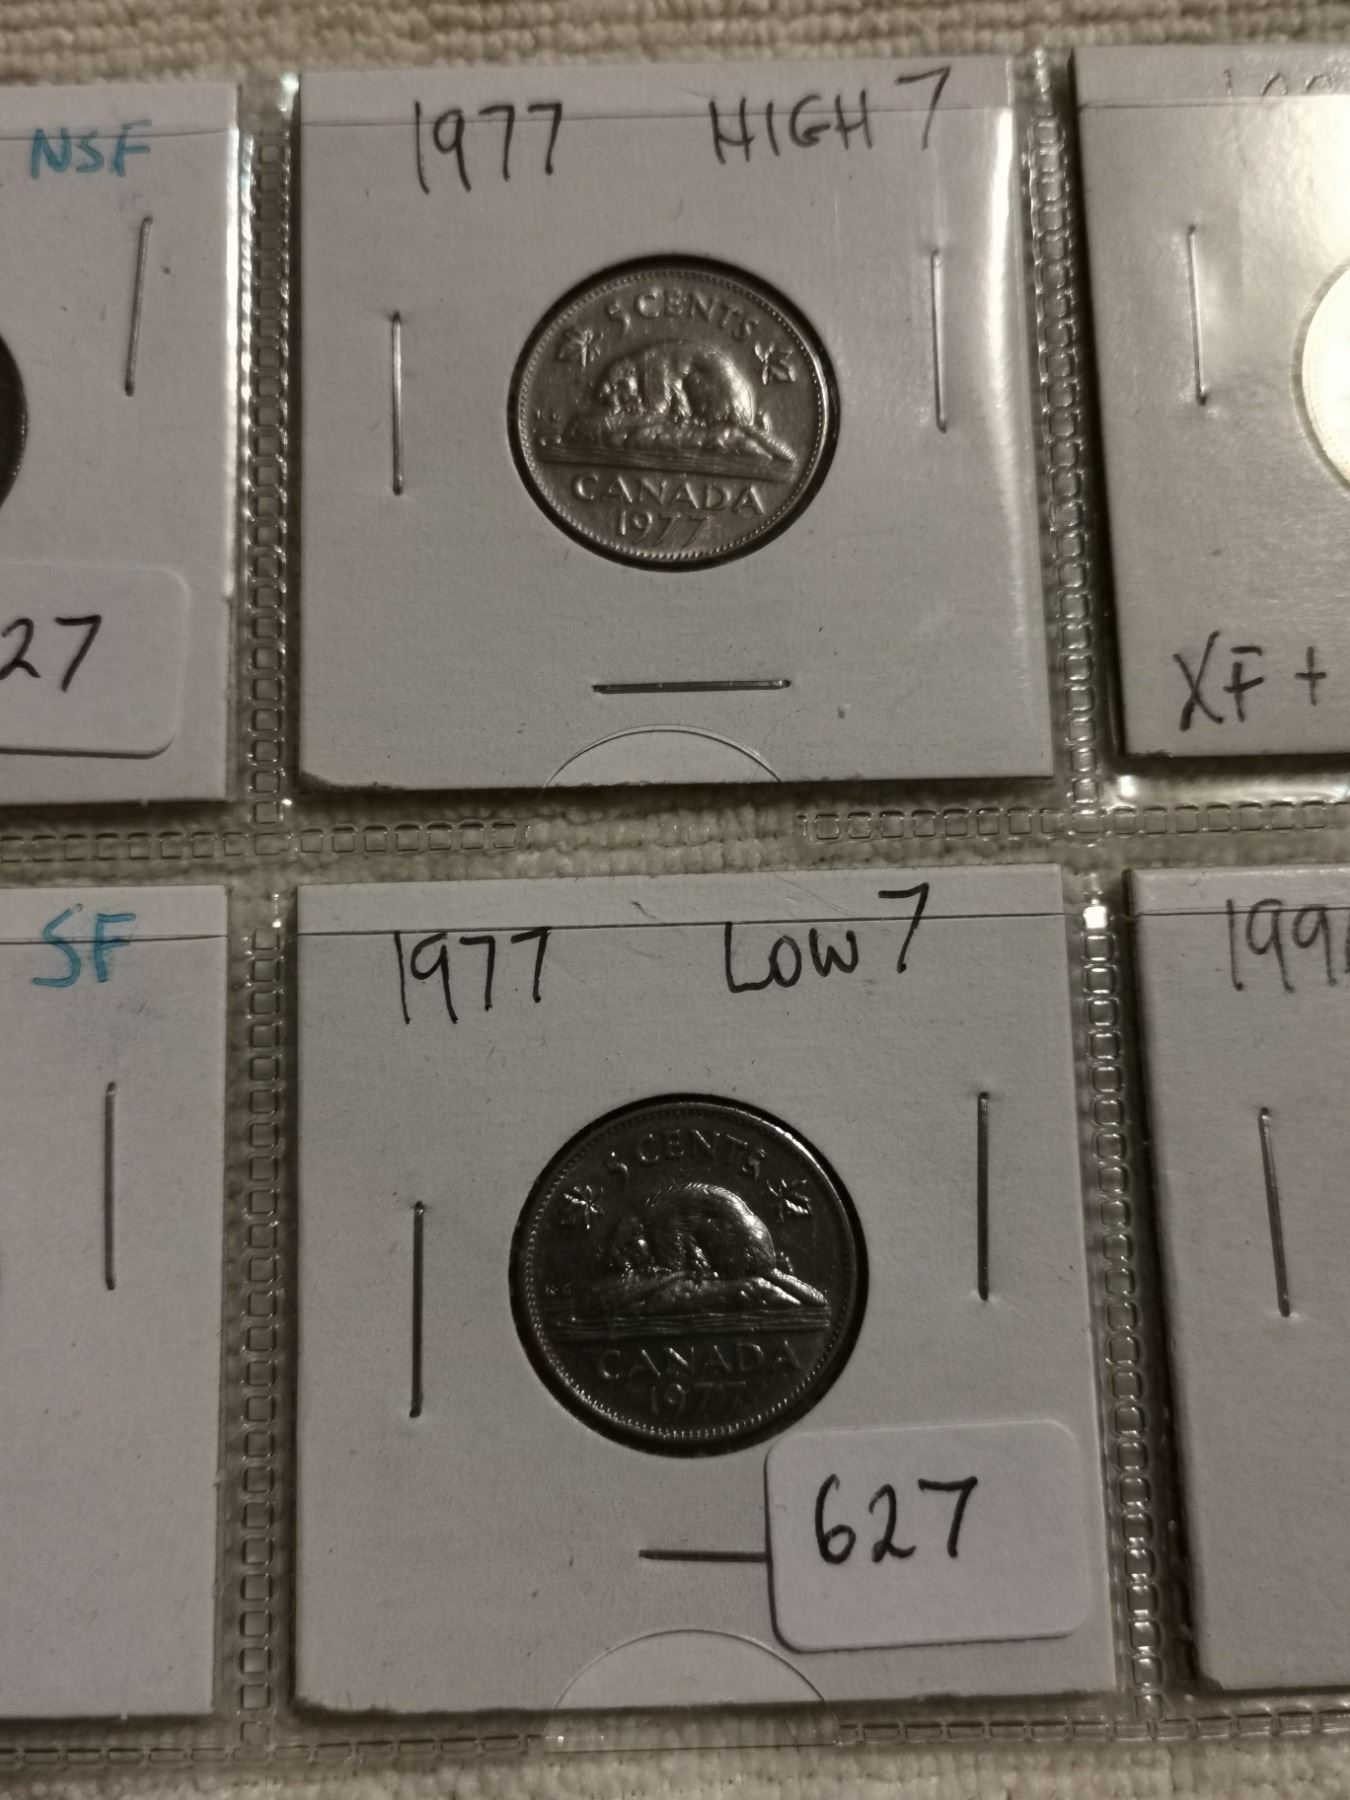 NSF
27
1977 HIGH 7
5 CENTS
CANADA
1977
XF +
SF
1977 LOW 7
5 CENTS
K·G
CANADA
1977
627
199